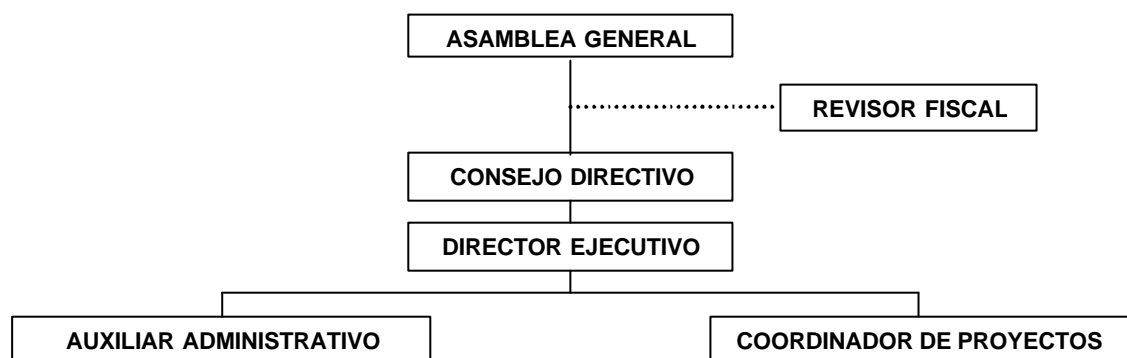 ASAMBLEA GENERAL
REVISOR FISCAL
CONSEJO DIRECTIVO
DIRECTOR EJECUTIVO
AUXILIAR ADMINISTRATIVO
COORDINADOR DE PROYECTOS